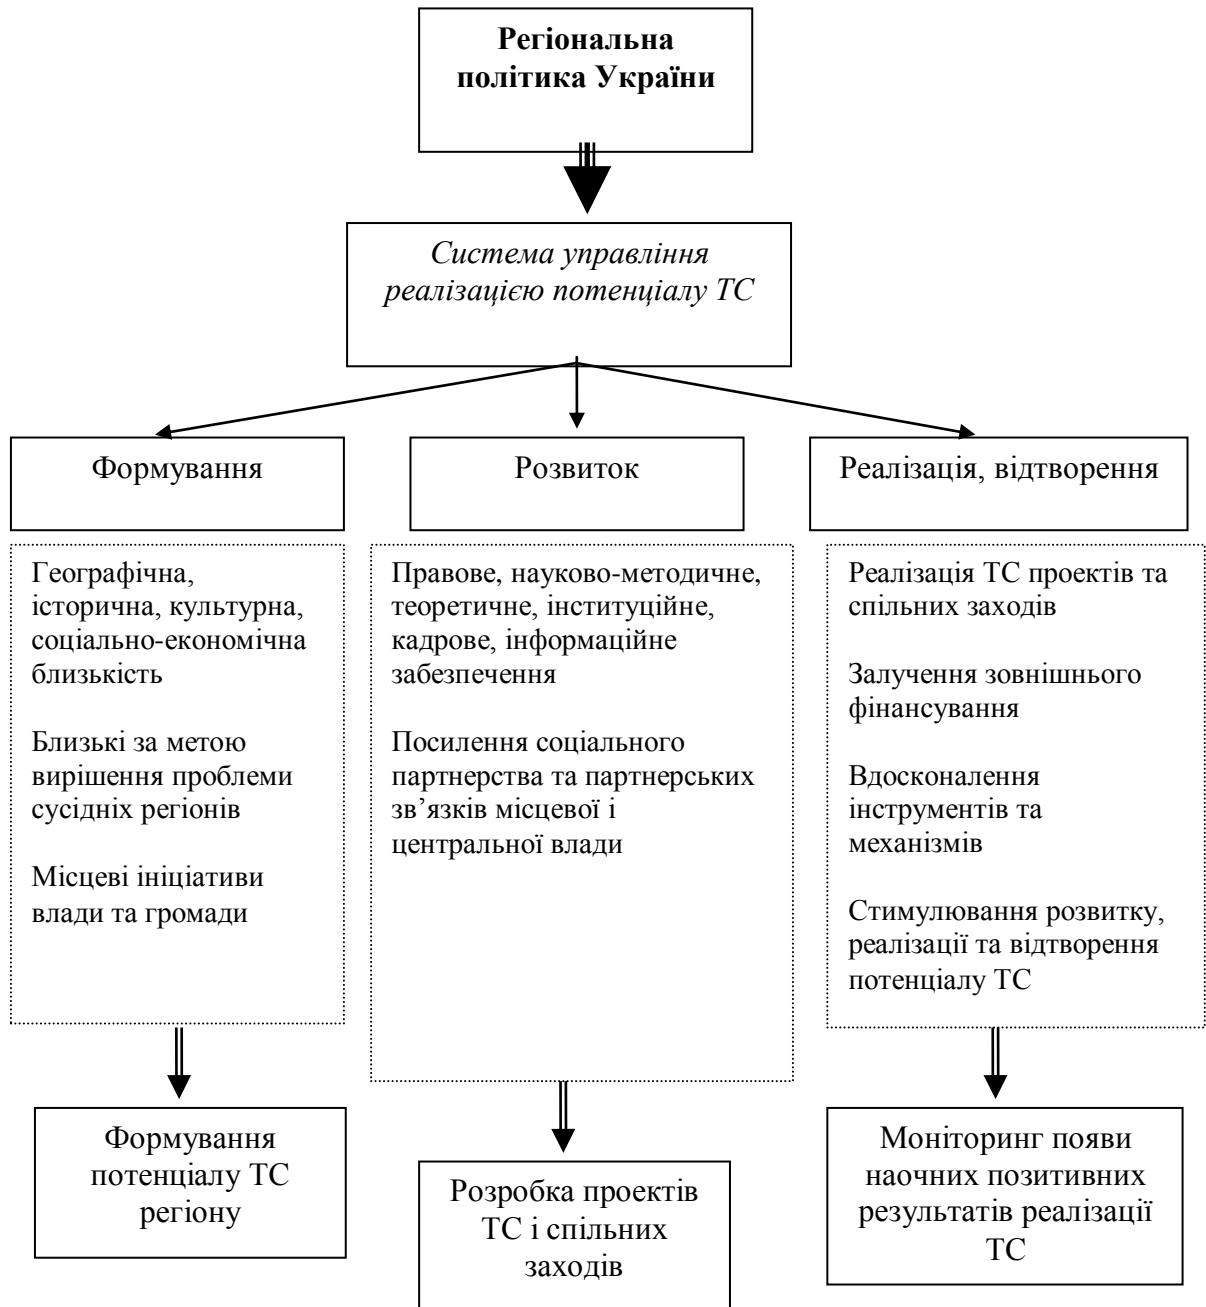 Регіональна
політика України
Система управління
реалізацією потенціалу ТС
Формування
Розвиток
Реалізація, відтворення
Географічна,
історична, культурна,
соціально-економічна
близькість
Близькі за метою
вирішення проблеми
сусідніх регіонів
Місцеві ініціативи
влади та громади
Правове, науково-методичне,
теоретичне, інституційне,
кадрове, інформаційне
забезпечення
Посилення соціального
партнерства та партнерських
зв’язків місцевої і
центральної влади
Реалізація ТС проектів та
спільних заходів
Залучення зовнішнього
фінансування
Вдосконалення
інструментів та
механізмів
Стимулювання розвитку,
реалізації та відтворення
потенціалу ТС
Формування
потенціалу ТС
регіону
Розробка проектів
ТС і спільних
заходів
Моніторинг появи
наочних позитивних
результатів реалізації
ТС